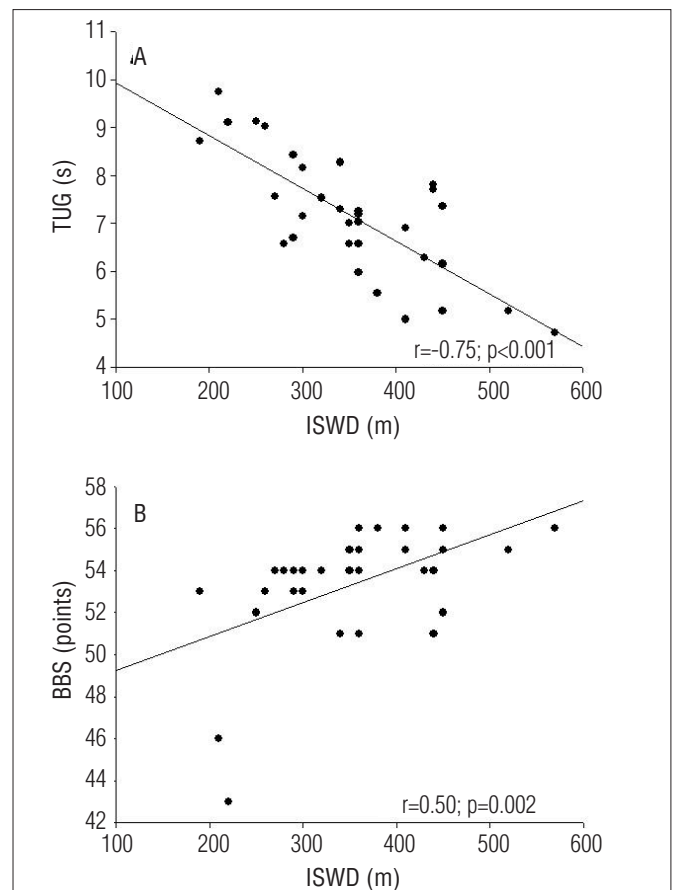 A
11
10
9
8
7
6
5
4
TUG (s)
r=-0.75; p<0.001
100 200 300 400 500 600
ISWD (m)
B
58
56
54
52
50
48
46
44
42
BBS (points)
r=0.50; p=0.002
100 200 300 400 500 600
ISWD (m)